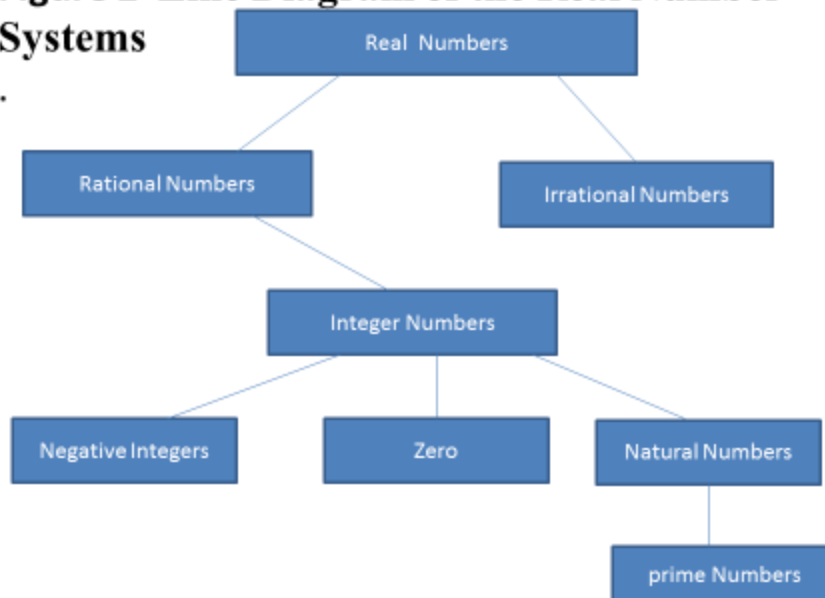 Systems
.
Real Numbers
Rational Numbers
Irrational Numbers
Integer Numbers
Negative Integers
Zero
Natural Numbers
prime Numbers